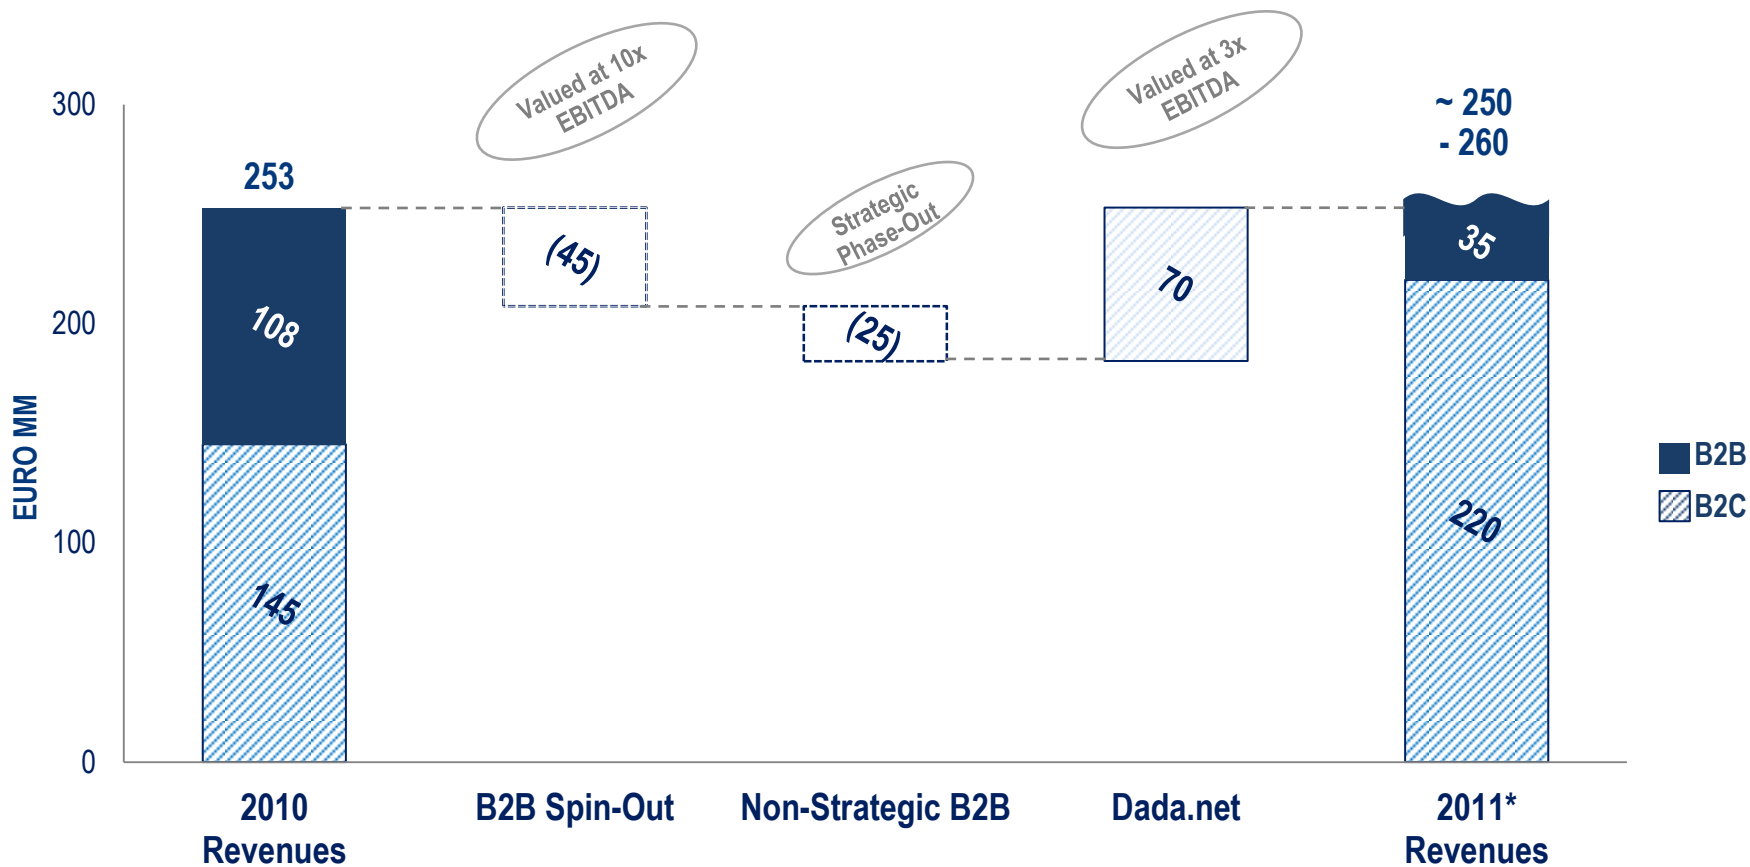 Valued at 10x
EBITDA
Valued at 3x
EBITDA
~ 250
- 260
300
253
Strategic
Phase-Out
(45)
35
70
200
108
(25)
EURO MM
B2B
B2C
220
100
145
0
2010
Revenues
B2B Spin-Out
Non-Strategic B2B
Dada.net
2011*
Revenues